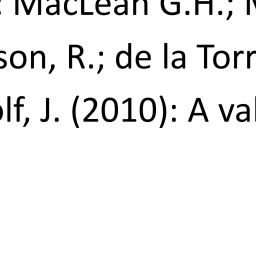 MacLean G.H.;
son, R.; de la Torr
olf, J. (2010): A val